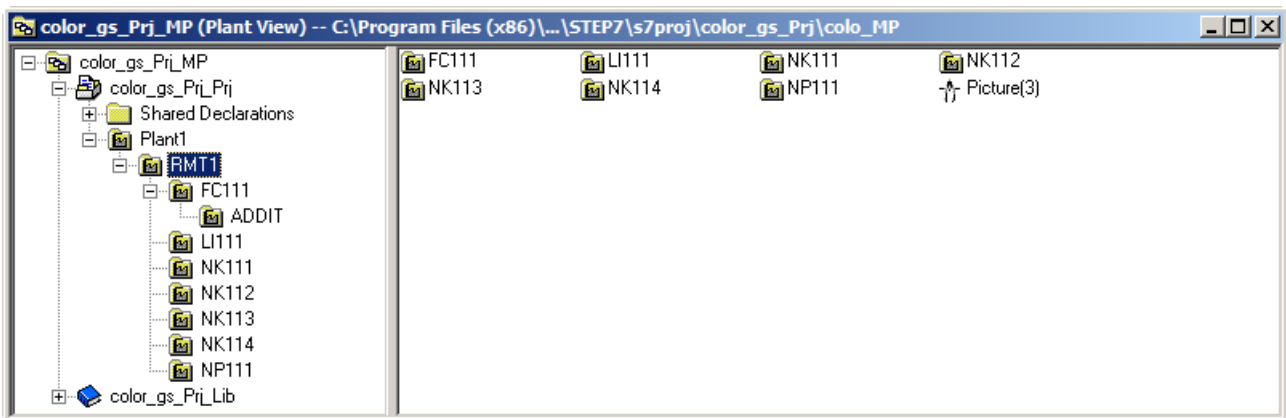 color_gs_Prj_MP (Plant View) -- C:\Program Files (x86)\...\STEP7\s7proj\color_gs_Prj\colo_MP
color_gs_Prj_MP
color_gs_Prj_Prj
Shared Declarations
Plant1
RMT1
FC111
ADDIT
LI111
NK111
NK112
NK113
NK114
NP111
color_gs_Prj_Lib
FC111 LI111 NK111 NK112
NK113 NK114 NP111 Picture(3)